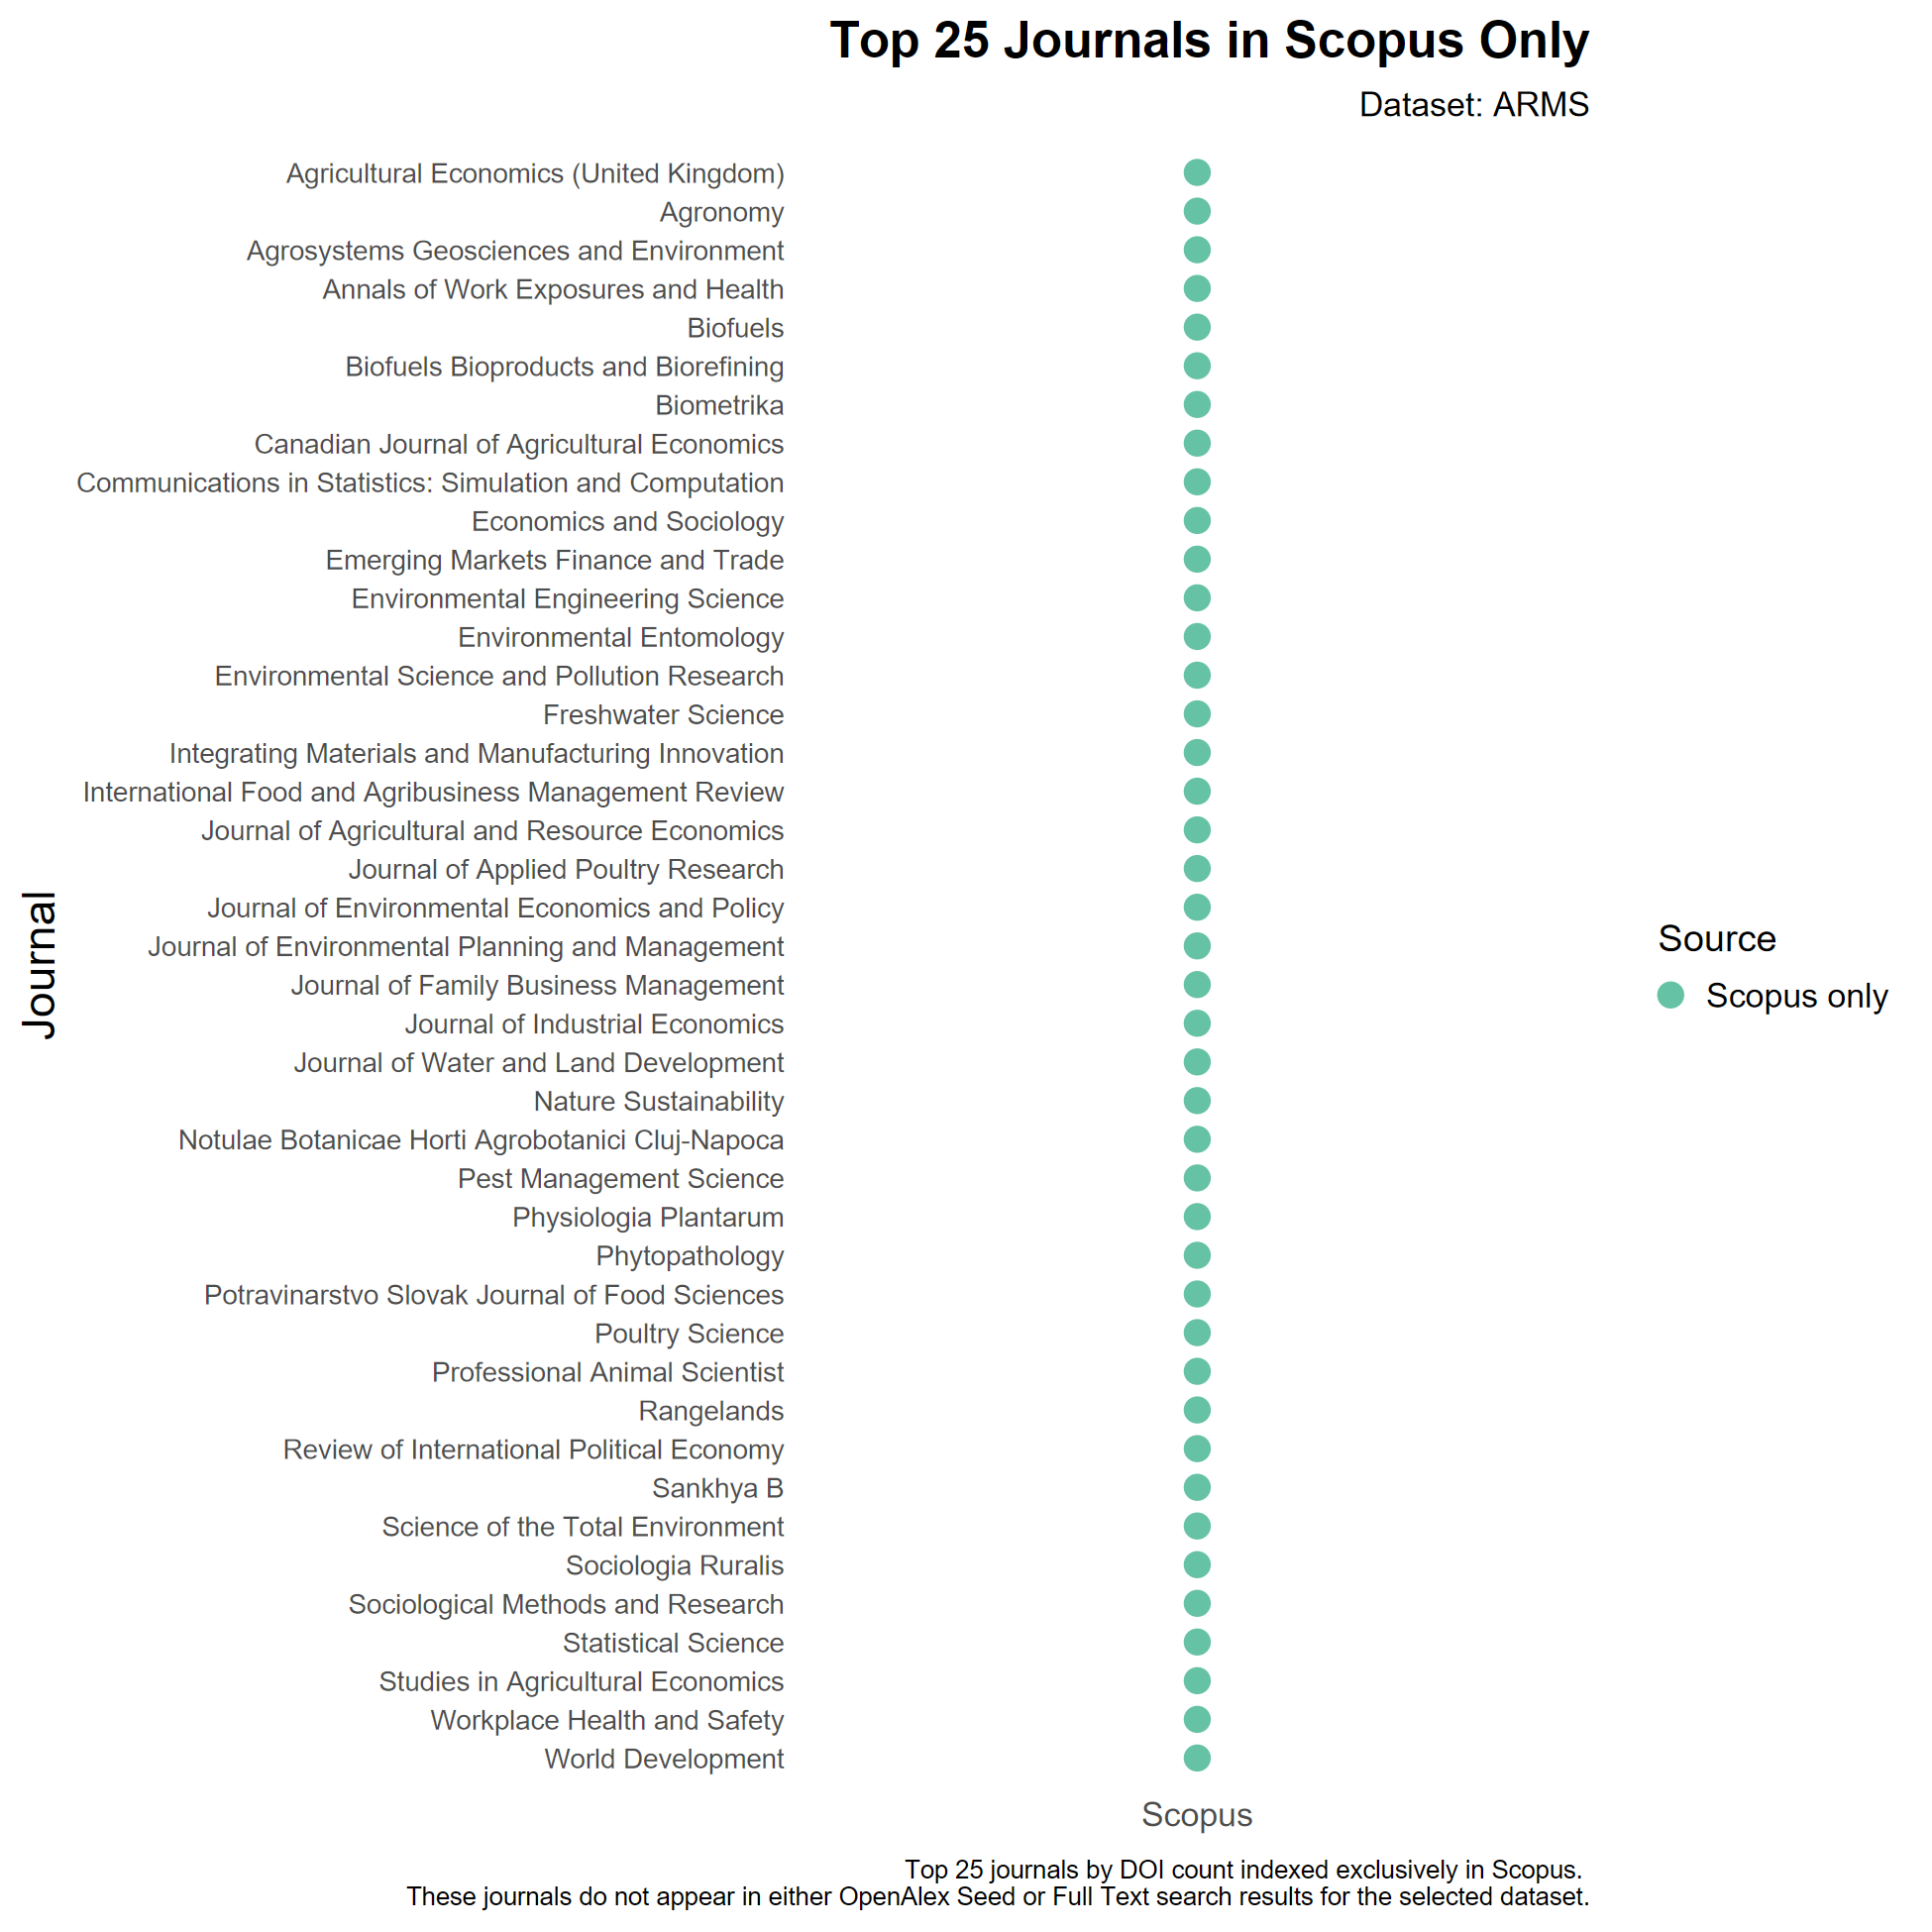 Top 25 Journals in Scopus Only
Dataset: ARMS
Agricultural Economics (United Kingdom)
Agronomy
Agrosystems Geosciences and Environment
Annals of Work Exposures and Health
Biofuels
Biofuels Bioproducts and Biorefining
Biometrika
Canadian Journal of Agricultural Economics
Communications in Statistics: Simulation and Computation
Economics and Sociology
Emerging Markets Finance and Trade
Environmental Engineering Science
Environmental Entomology
Environmental Science and Pollution Research
Freshwater Science
Integrating Materials and Manufacturing Innovation
International Food and Agribusiness Management Review
Journal of Agricultural and Resource Economics
Journal of Applied Poultry Research
Journal of Environmental Economics and Policy
Journal of Environmental Planning and Management
Journal of Family Business Management
Journal of Industrial Economics
Journal of Water and Land Development
Nature Sustainability
Notulae Botanicae Horti Agrobotanici Cluj-Napoca
Pest Management Science
Physiologia Plantarum
Phytopathology
Potravinarstvo Slovak Journal of Food Sciences
Poultry Science
Professional Animal Scientist
Rangelands
Review of International Political Economy
Sankhya B
Science of the Total Environment
Sociologia Ruralis
Sociological Methods and Research
Statistical Science
Studies in Agricultural Economics
Workplace Health and Safety
World Development
Journal
Source
Scopus only
Scopus
Top 25 journals by DOI count indexed exclusively in Scopus.
These journals do not appear in either OpenAlex Seed or Full Text search results for the selected dataset.